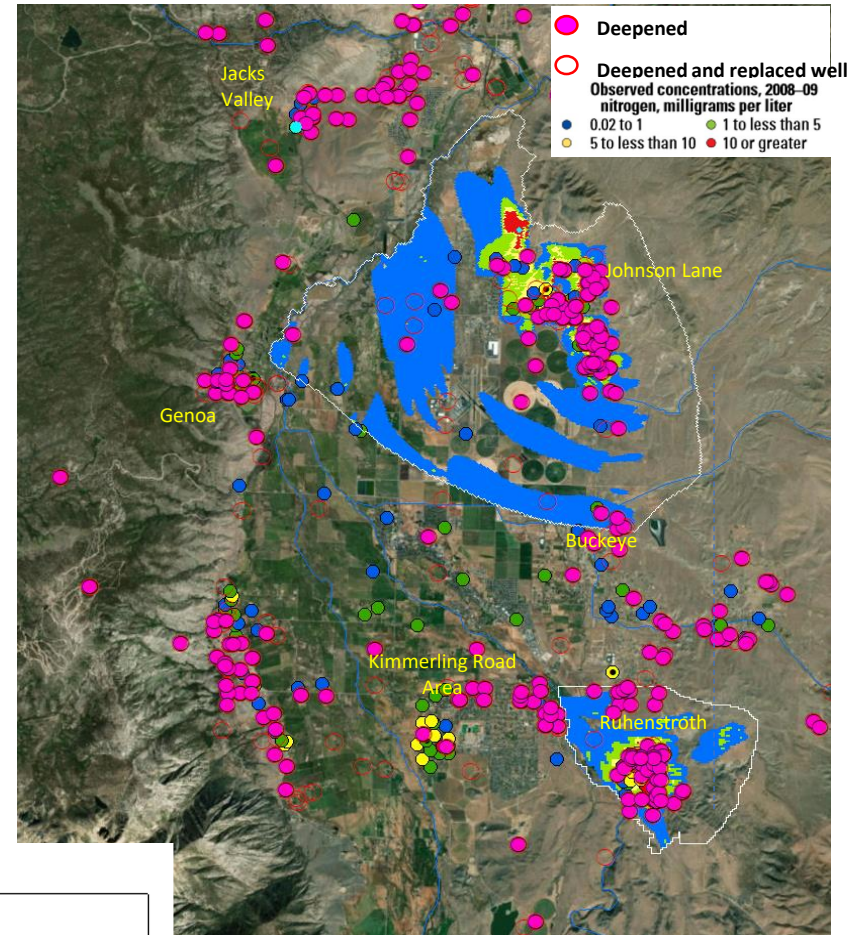 Deepened
Deepened and replaced well
Observed concentrations, 2008–09
nitrogen, milligrams per liter
0.02 to 1
1 to less than 5
5 to less than 10
10 or greater
Jacks
Valley
Johnson Lane
Genoa
Buckeye
Kimmerling Road
Area
Ruhenstroth